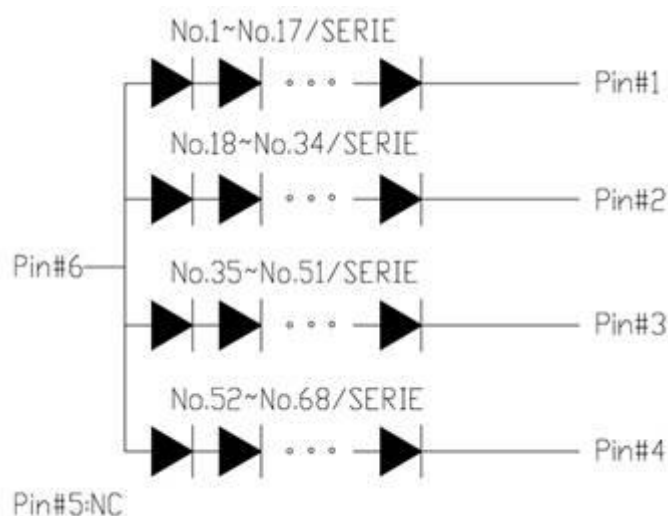 No.1~No.17/SERIE
Pin#1
No.18~No.34/SERIE
Pin#2
Pin#6
No.35~No.51/SERIE
Pin#3
No.52~No.68/SERIE
Pin#4
Pin#5:NC